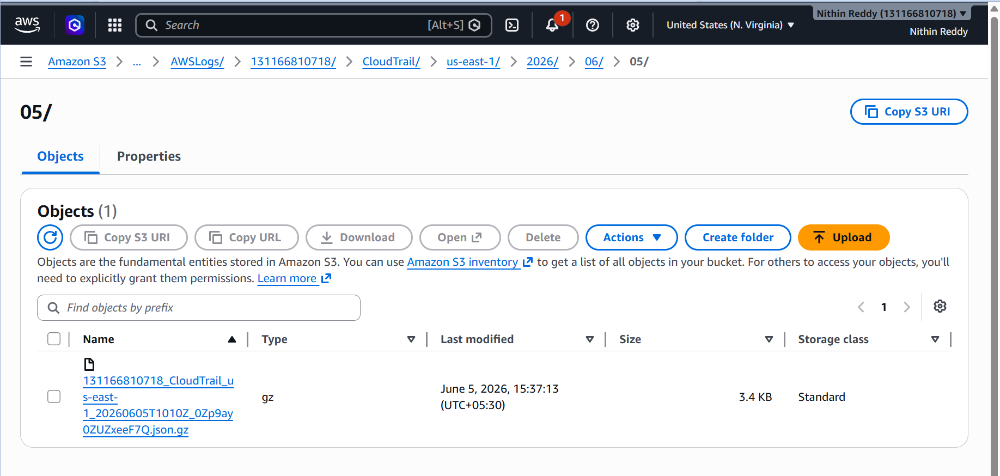 aws
Search [Alt+S]
1
United States (N. Virginia) ▼
Nithin Reddy (131166810718) ▼
Nithin Reddy
Amazon S3 > ... > AWSLogs/ > 131166810718/ > CloudTrail/ > us-east-1/ > 2026/ > 06/ > 05/
05/
Copy S3 URI
Objects
Properties
Objects (1)
Copy S3 URI
Copy URL
Download
Open
Delete
Actions ▼
Create folder
Upload
Objects are the fundamental entities stored in Amazon S3. You can use Amazon S3 inventory to get a list of all objects in your bucket. For others to access your objects, you'll
need to explicitly grant them permissions. Learn more
Find objects by prefix
1
Name
Type
Last modified
Size
Storage class
131166810718_CloudTrail_u
s-east-
1_20260605T1010Z_0Zp9ay
0ZUZxeeF7Q.json.gz
gz
June 5, 2026, 15:37:13
(UTC+05:30)
3.4 KB
Standard